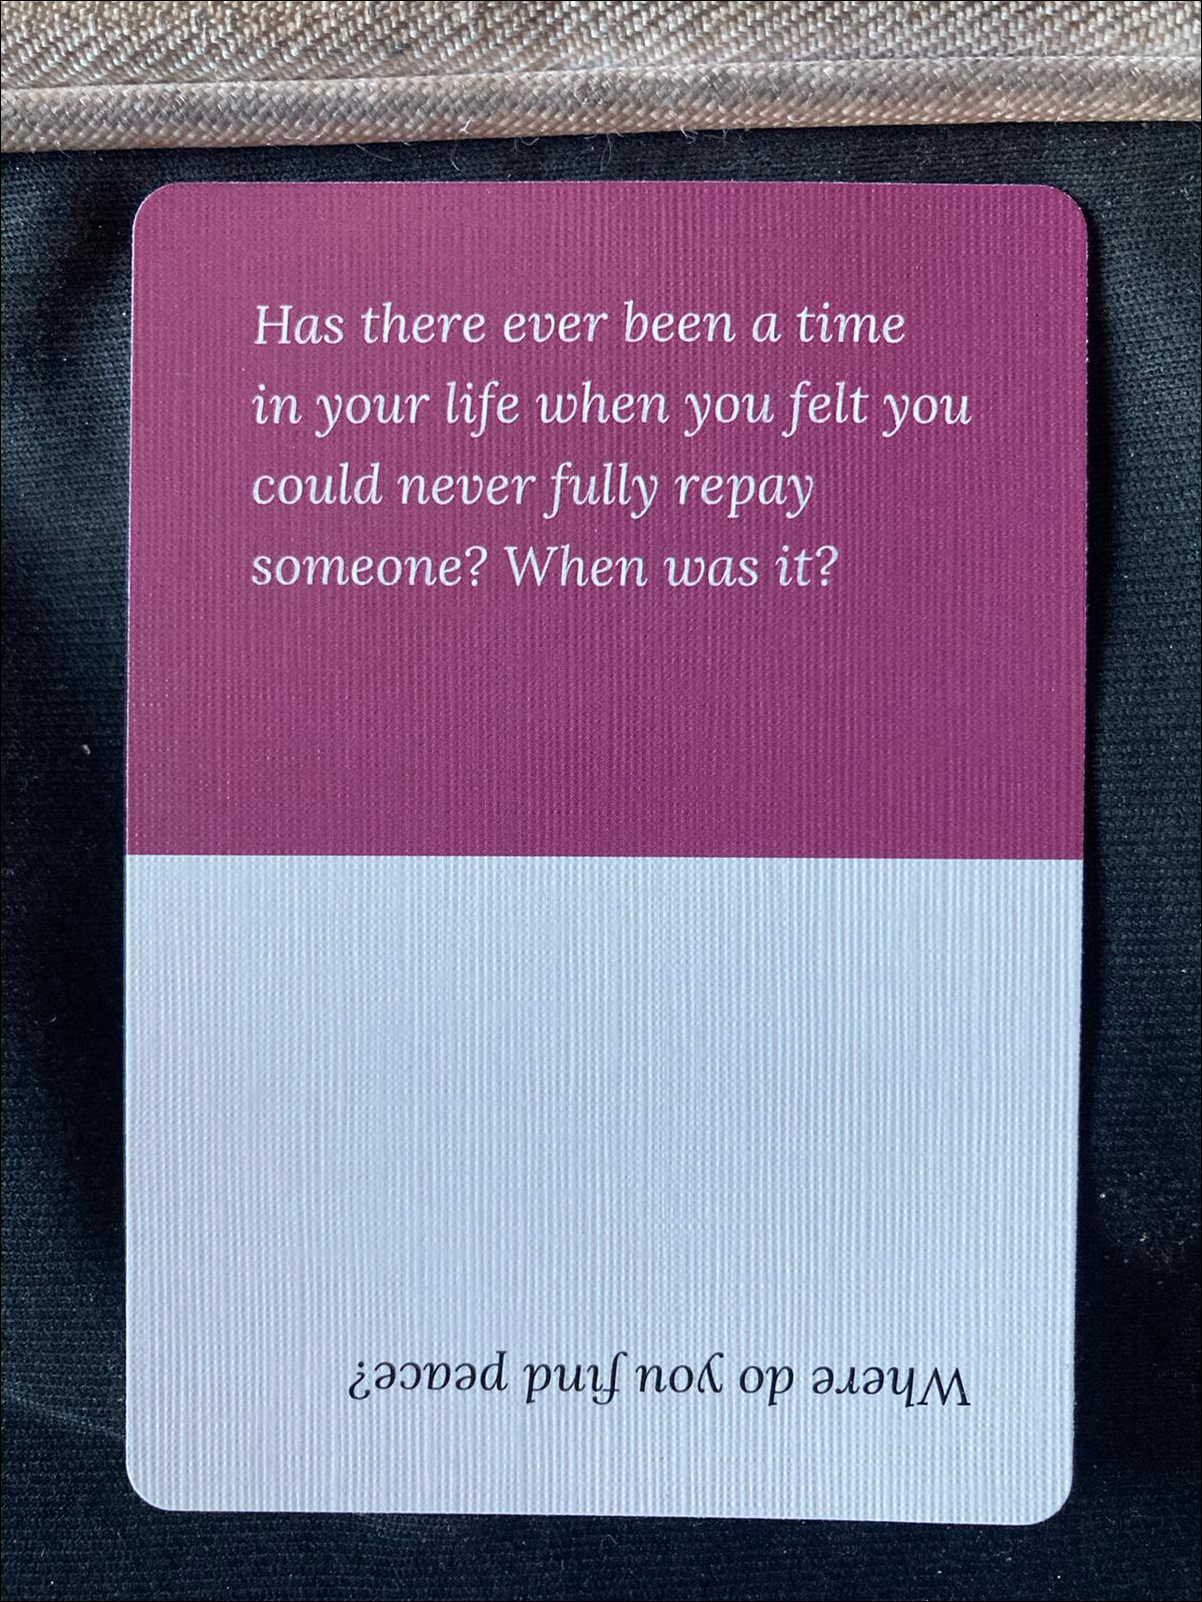 Has there ever been a time
in your life when you felt you
could never fully repay
someone? When was it?
Where do you find peace?